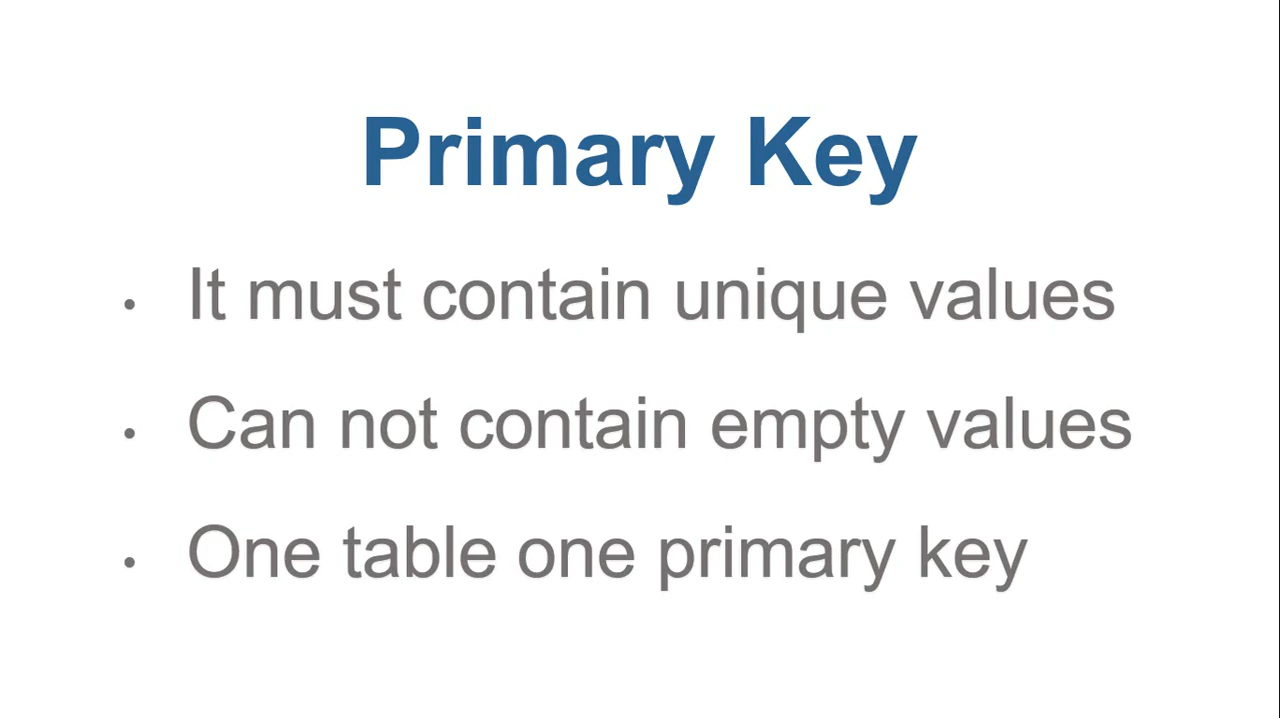 Primary Key
• It must contain unique values
• Can not contain empty values
• One table one primary key